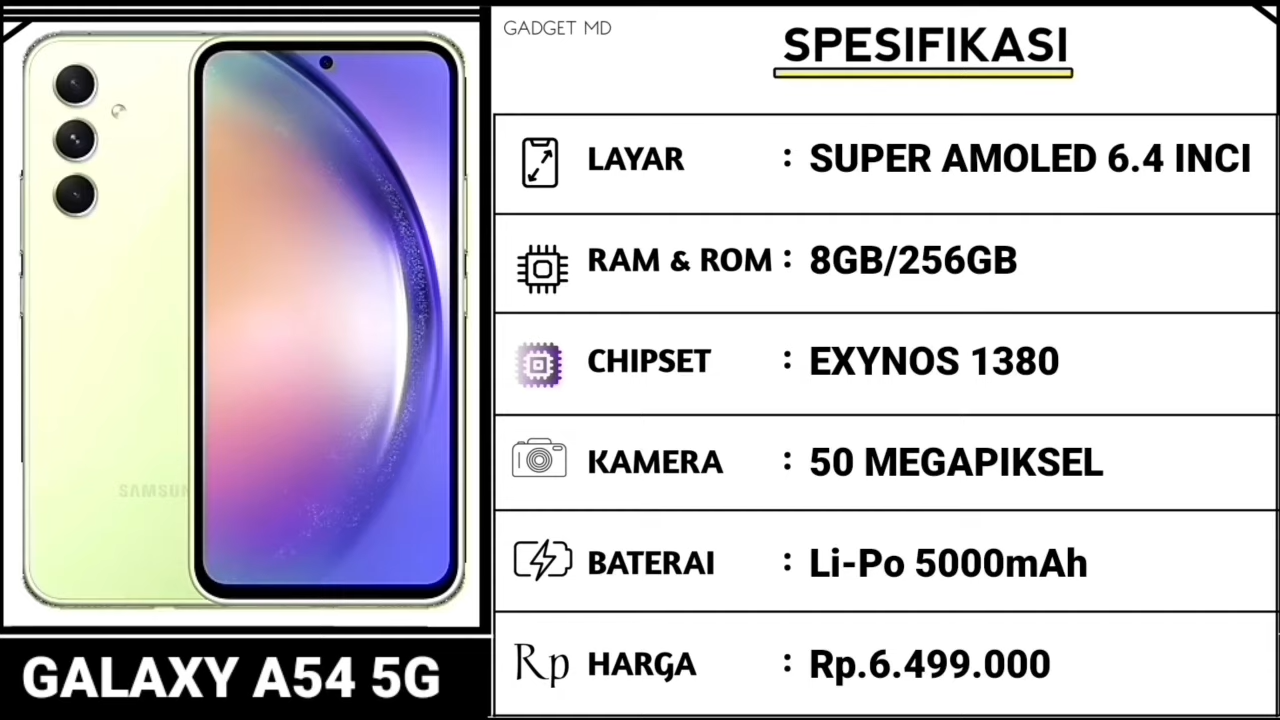 GADGET MD
SPESIFIKASI
LAYAR : SUPER AMOLED 6.4 INCI
RAM & ROM : 8GB/256GB
CHIPSET : EXYNOS 1380
KAMERA : 50 MEGAPIKSEL
BATERAI : Li-Po 5000mAh
Rp HARGA : Rp.6.499.000
SAMSUN
GALAXY A54 5G